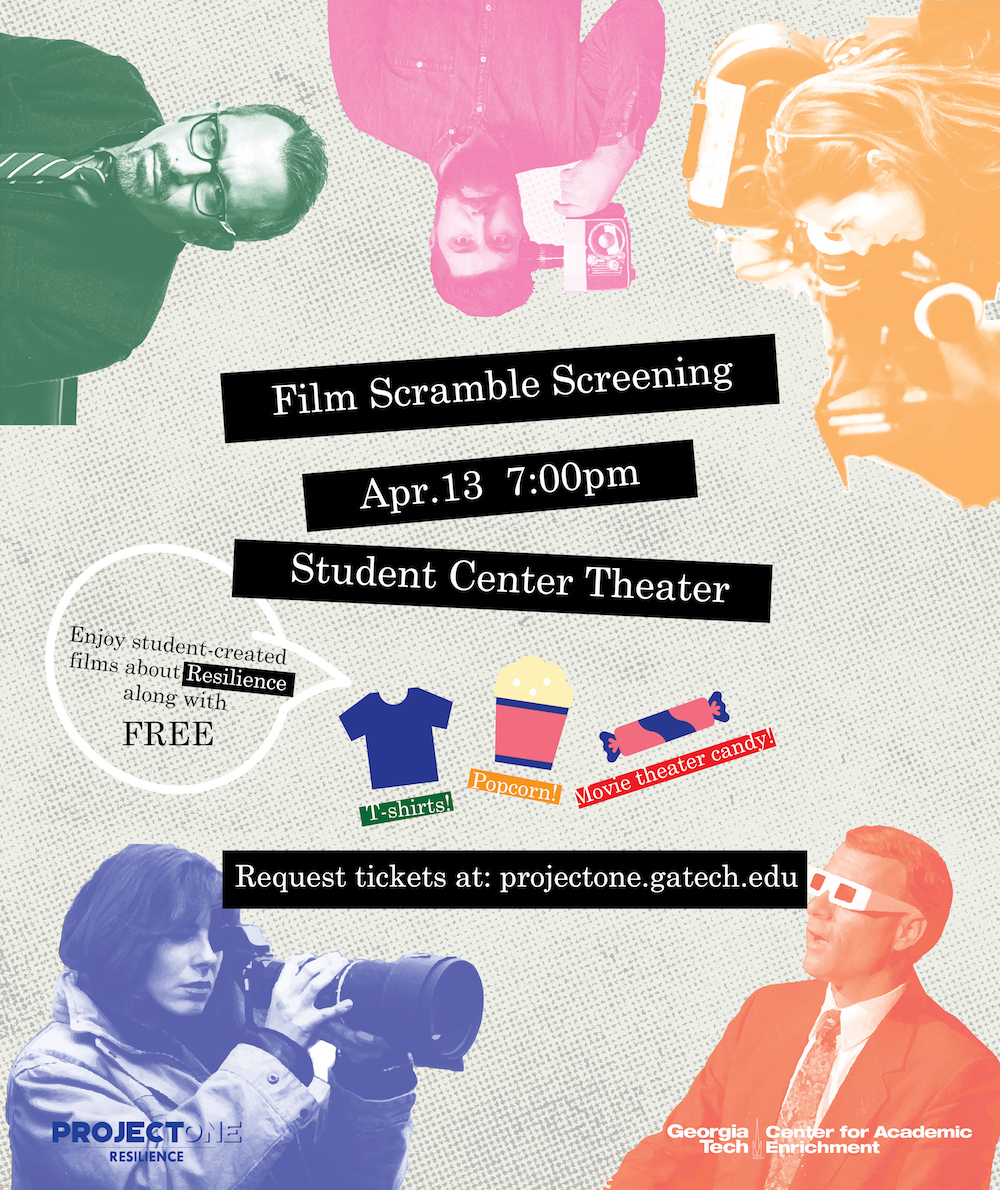 Film Scramble Screening
Apr.13 7:00pm
Student Center Theater
Enjoy student-created
films about Resilience
along with
FREE
T-shirts!
Popcorn!
Movie theater candy!
Request tickets at: projectone.gatech.edu
PROJECTONE
RESILIENCE
Georgia
Tech
Center for Academic
Enrichment